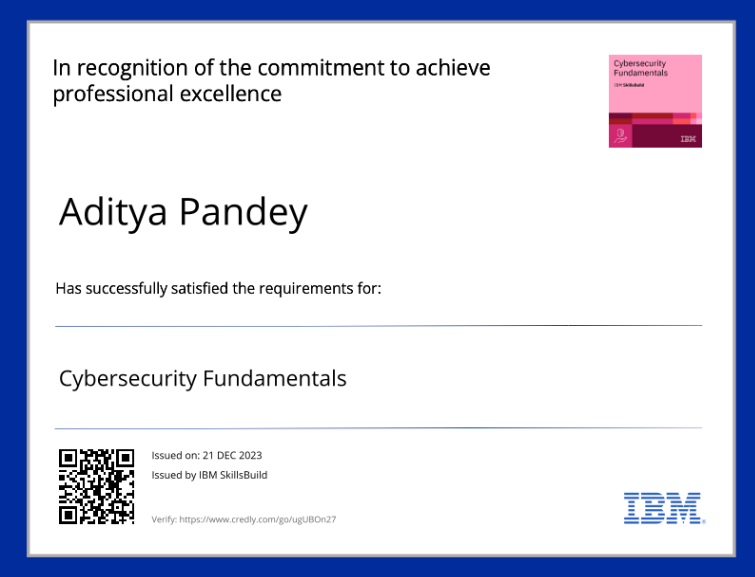 In recognition of the commitment to achieve
professional excellence
Cybersecurity
Fundamentals
IBM SkillsBuild
IBM
Aditya Pandey
Has successfully satisfied the requirements for:
Cybersecurity Fundamentals
Issued on: 21 DEC 2023
Issued by IBM SkillsBuild
Verify: https://www.credly.com/go/ugUBOn27
IBM